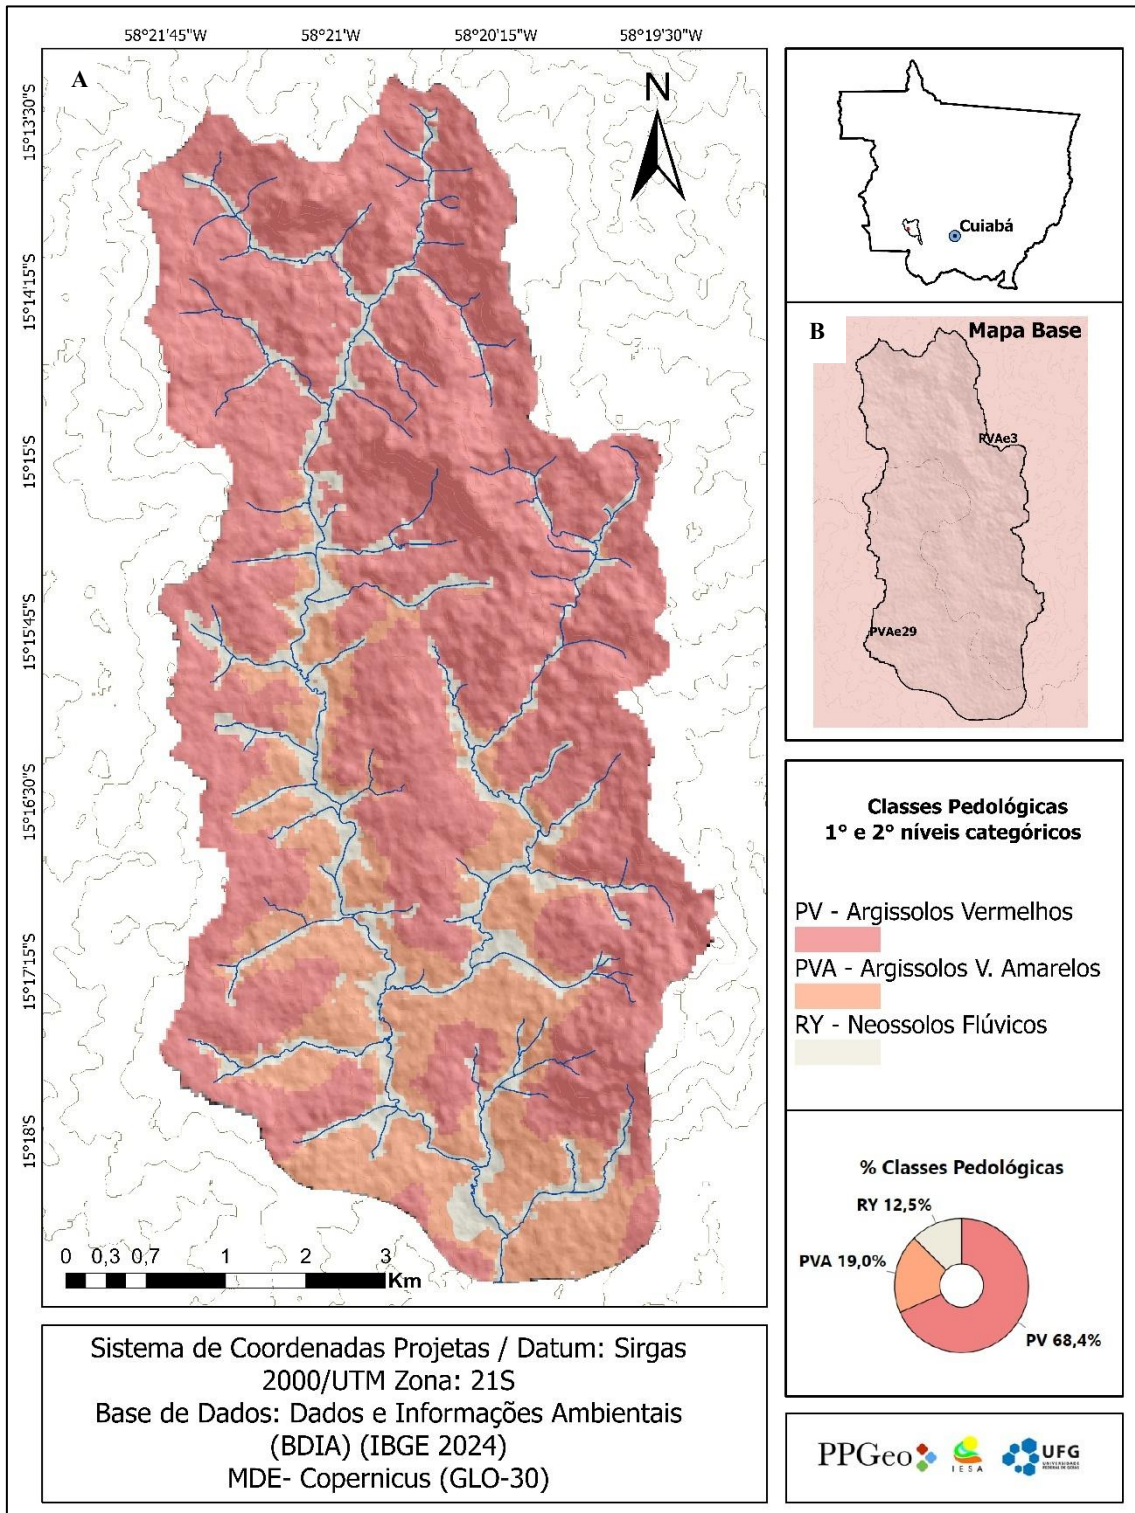 58°21'45"W 58°21'W 58°20'15"W 58°19'30"W
A
N
15°13'30"S
15°14'15"S
15°15'S
15°15'45"S
15°16'30"S
15°17'15"S
15°18'S
0 0,3 0,7 1 2 3
Km
Cuiabá
B
Mapa Base
PVAe3
PVAe29
Classes Pedológicas
1° e 2° níveis categóricos
PV - Argissolos Vermelhos
PVA - Argissolos V. Amarelos
RY - Neossolos Flúvicos
% Classes Pedológicas
RY 12,5%
PVA 19,0%
PV 68,4%
Sistema de Coordenadas Projetas / Datum: Sirgas
2000/UTM Zona: 21S
Base de Dados: Dados e Informações Ambientais
(BDIA) (IBGE 2024)
MDE- Copernicus (GLO-30)
PPGeo
IESA
UFG
UNIVERSIDADE
FEDERAL DE GOIÁS